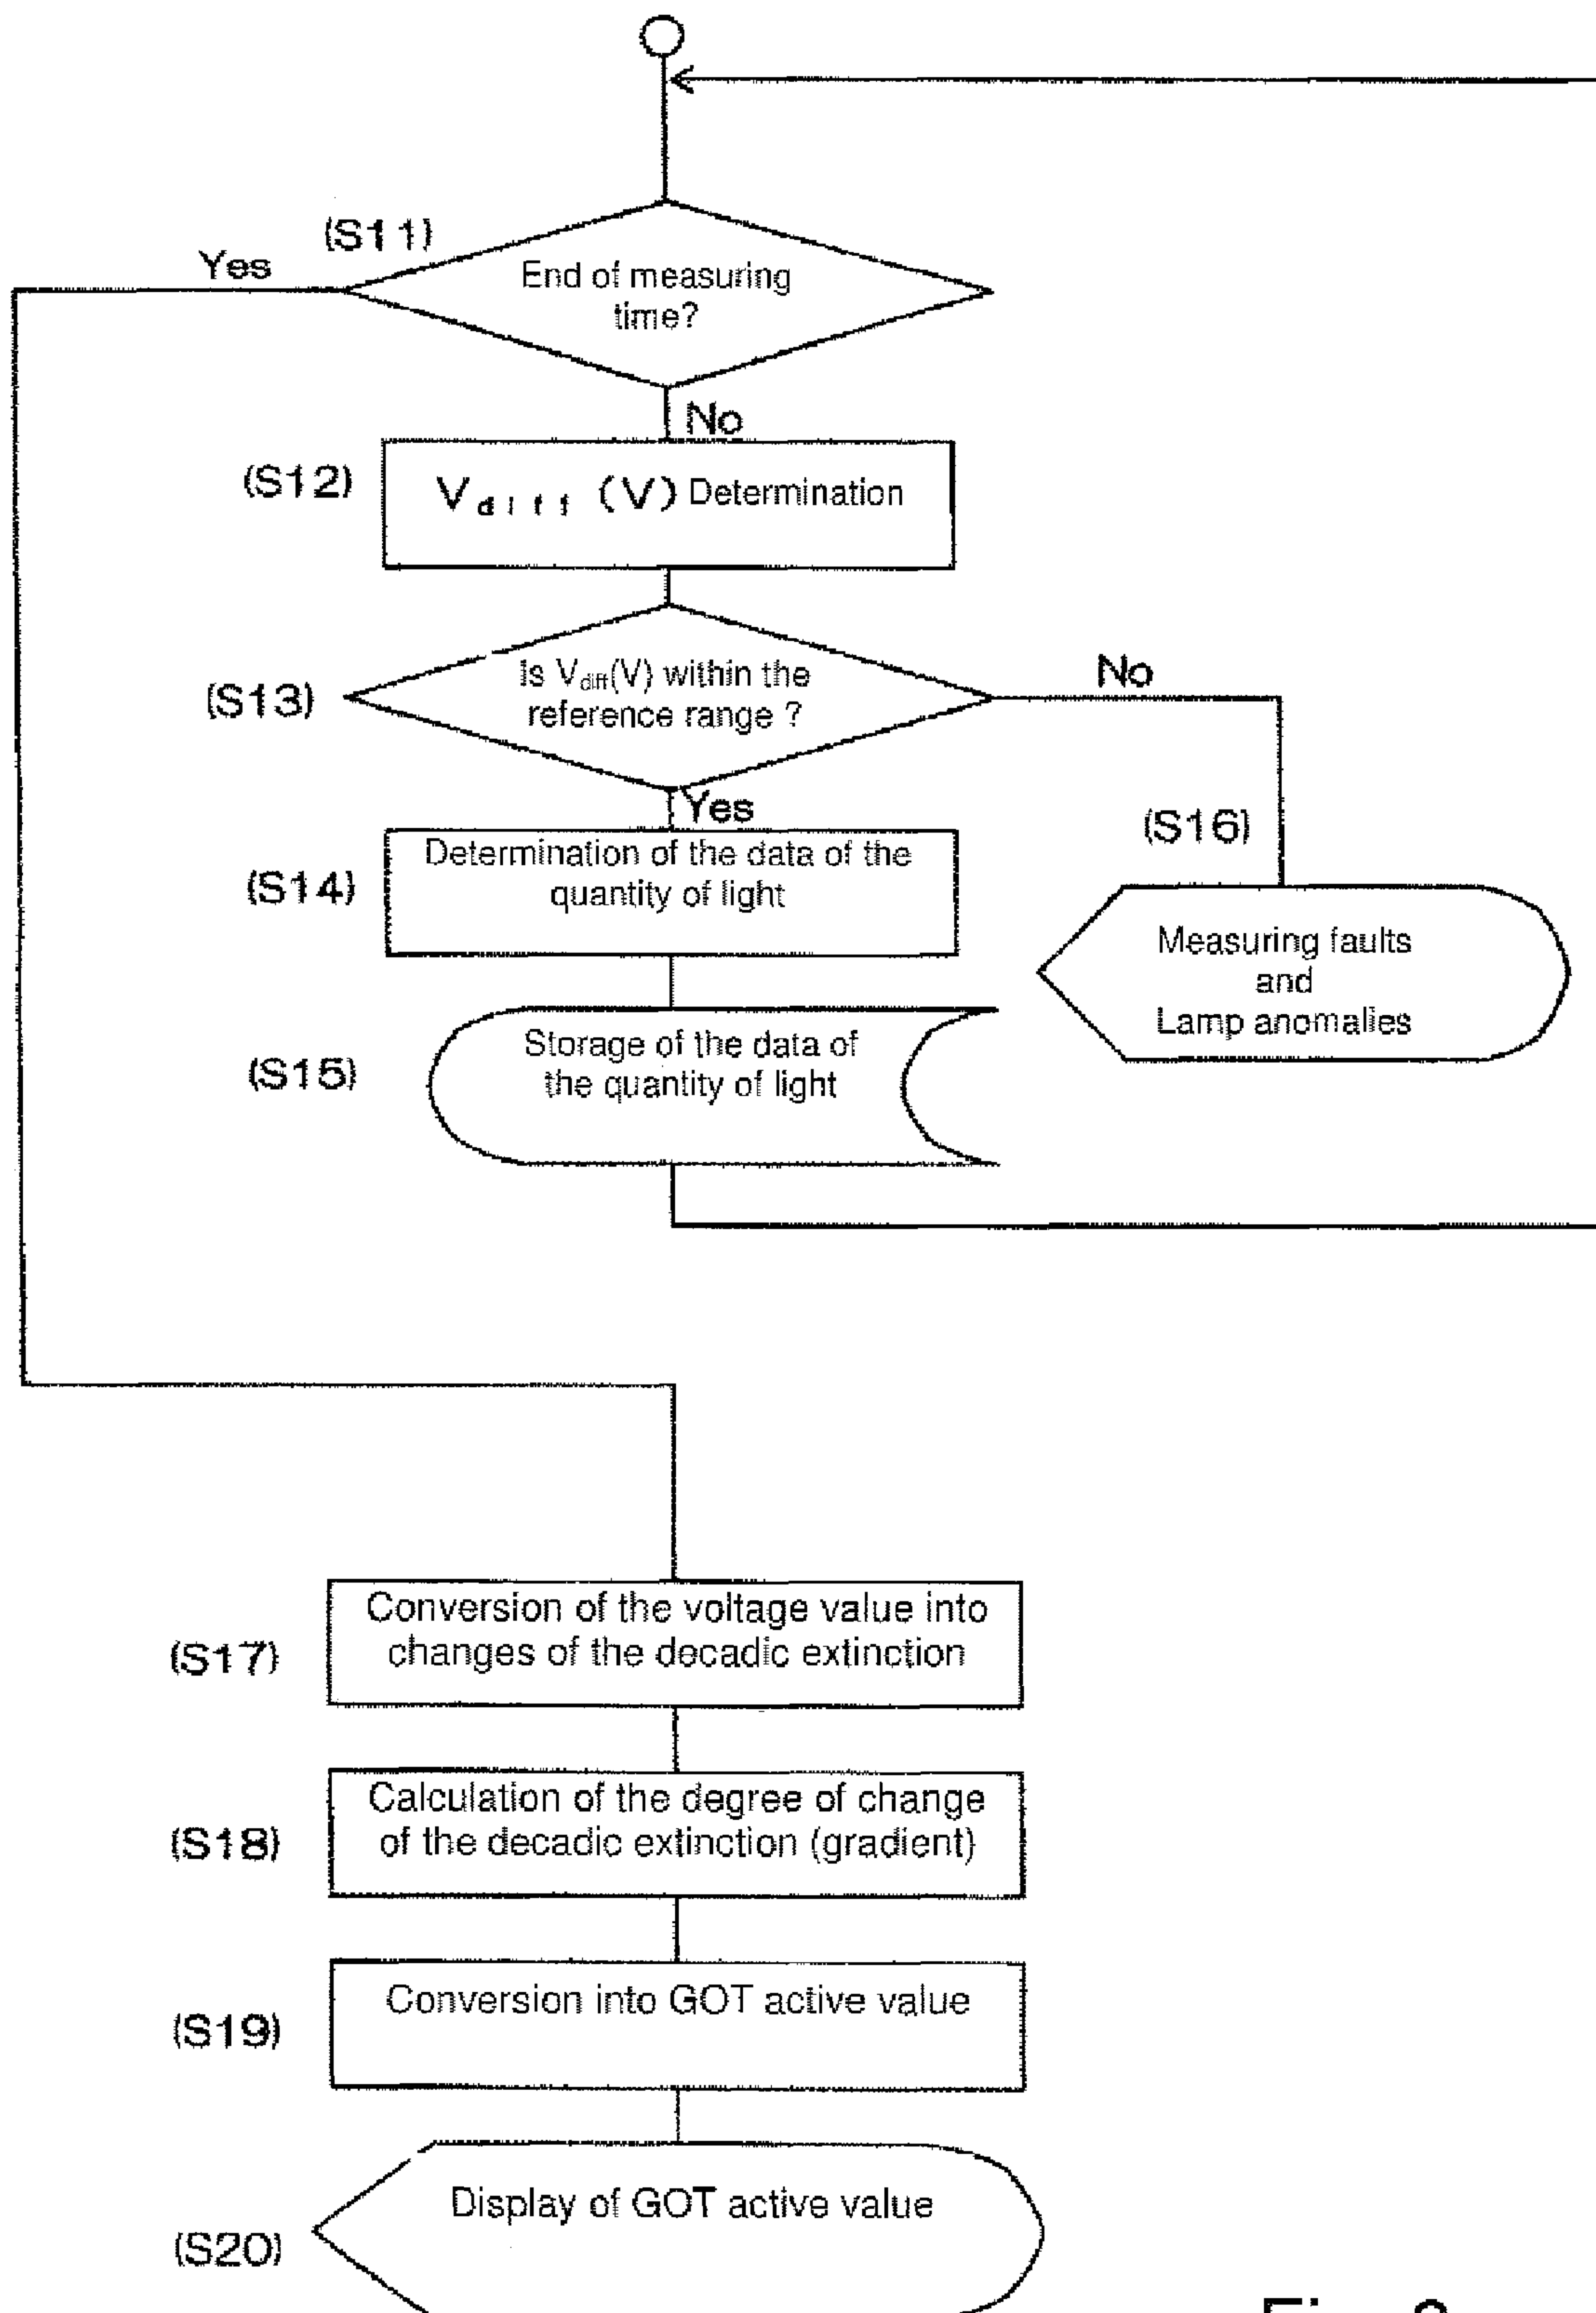 (S11)
Yes
End of measuring
time?
No
(S12)
Vdiff (V) Determination
(S13)
Is Vdiff(V) within the
reference range ?
No
Yes
(S14)
Determination of the data of the
quantity of light
(S16)
Measuring faults
and
Lamp anomalies
(S15)
Storage of the data of
the quantity of light
(S17)
Conversion of the voltage value into
changes of the decadic extinction
(S18)
Calculation of the degree of change
of the decadic extinction (gradient)
(S19)
Conversion into GOT active value
(S20)
Display of GOT active value